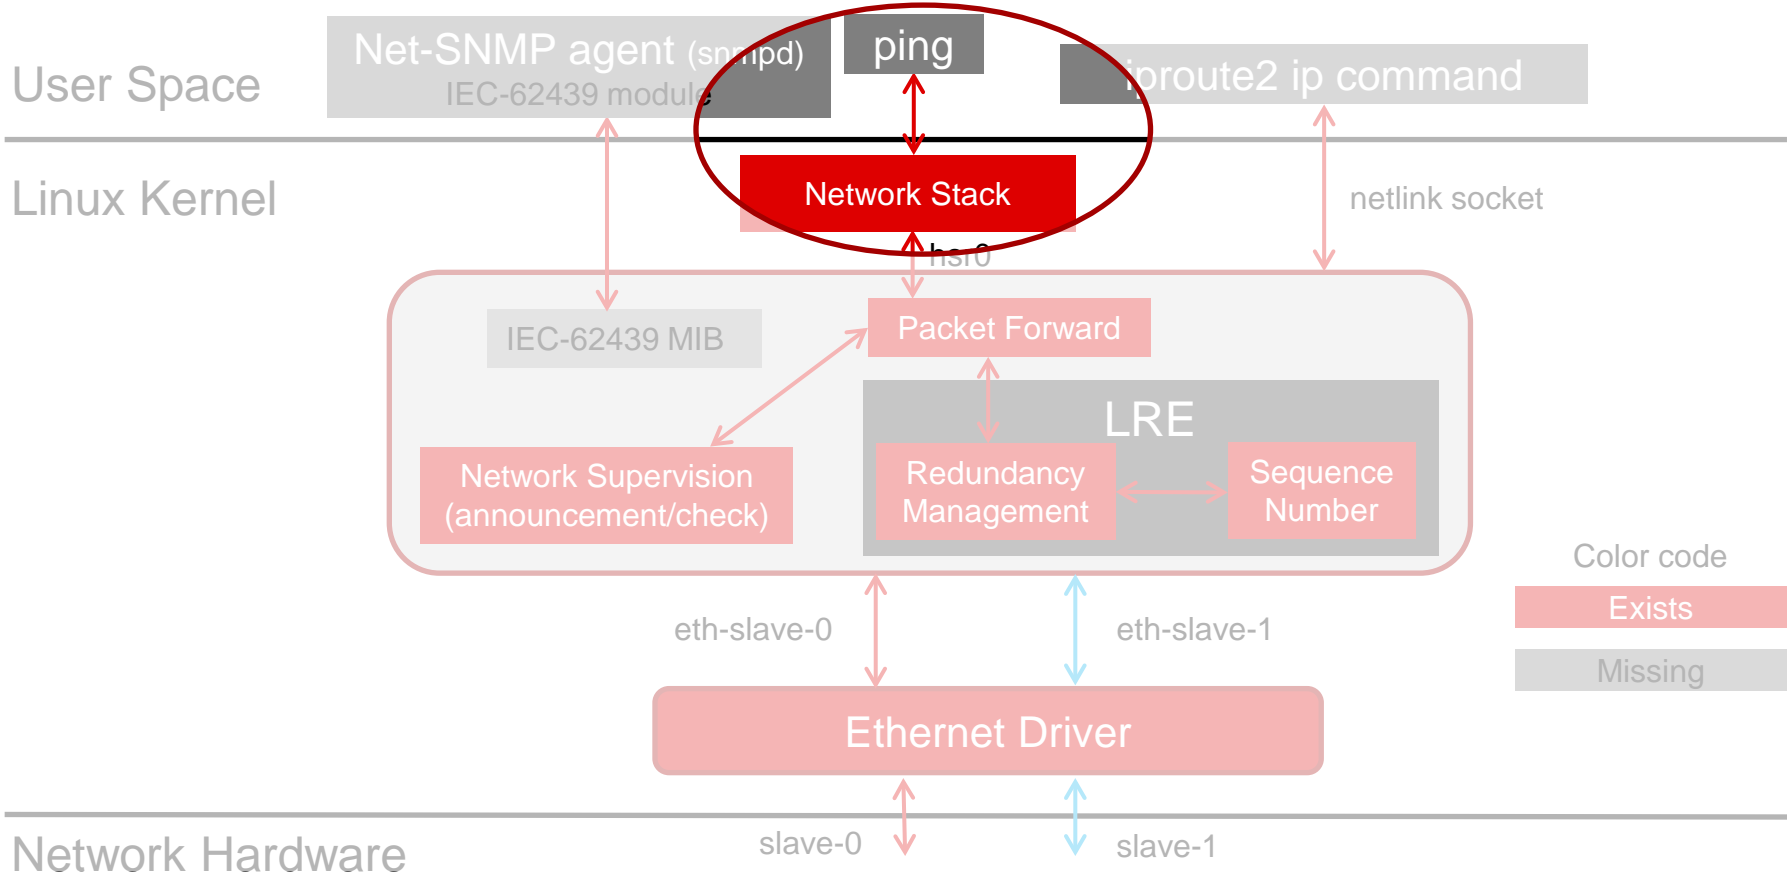 User Space
Net-SNMP agent (snmpd)
IEC-62439 module
ping
iproute2 ip command
Linux Kernel
Network Stack
netlink socket
hsr0
IEC-62439 MIB
Packet Forward
LRE
Network Supervision
(announcement/check)
Redundancy
Management
Sequence
Number
Color code
Exists
Missing
eth-slave-0
eth-slave-1
Ethernet Driver
slave-0
slave-1
Network Hardware